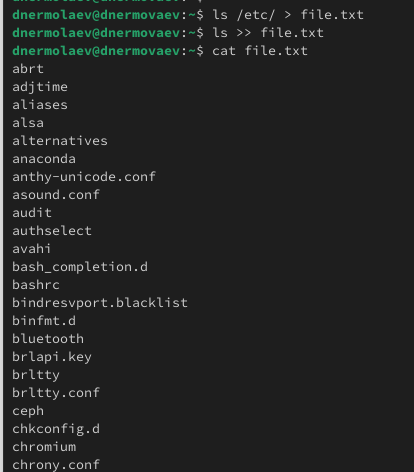 dnermolaev@dnermovaev:~$ ls /etc/ > file.txt
dnermolaev@dnermovaev:~$ ls >> file.txt
dnermolaev@dnermovaev:~$ cat file.txt
abrt
adjtime
aliases
alsa
alternatives
anaconda
anthy-unicode.conf
asound.conf
audit
authselect
avahi
bash_completion.d
bashrc
bindresvport.blacklist
binfmt.d
bluetooth
brlapi.key
brltty
brltty.conf
ceph
chkconfig.d
chromium
chrony.conf